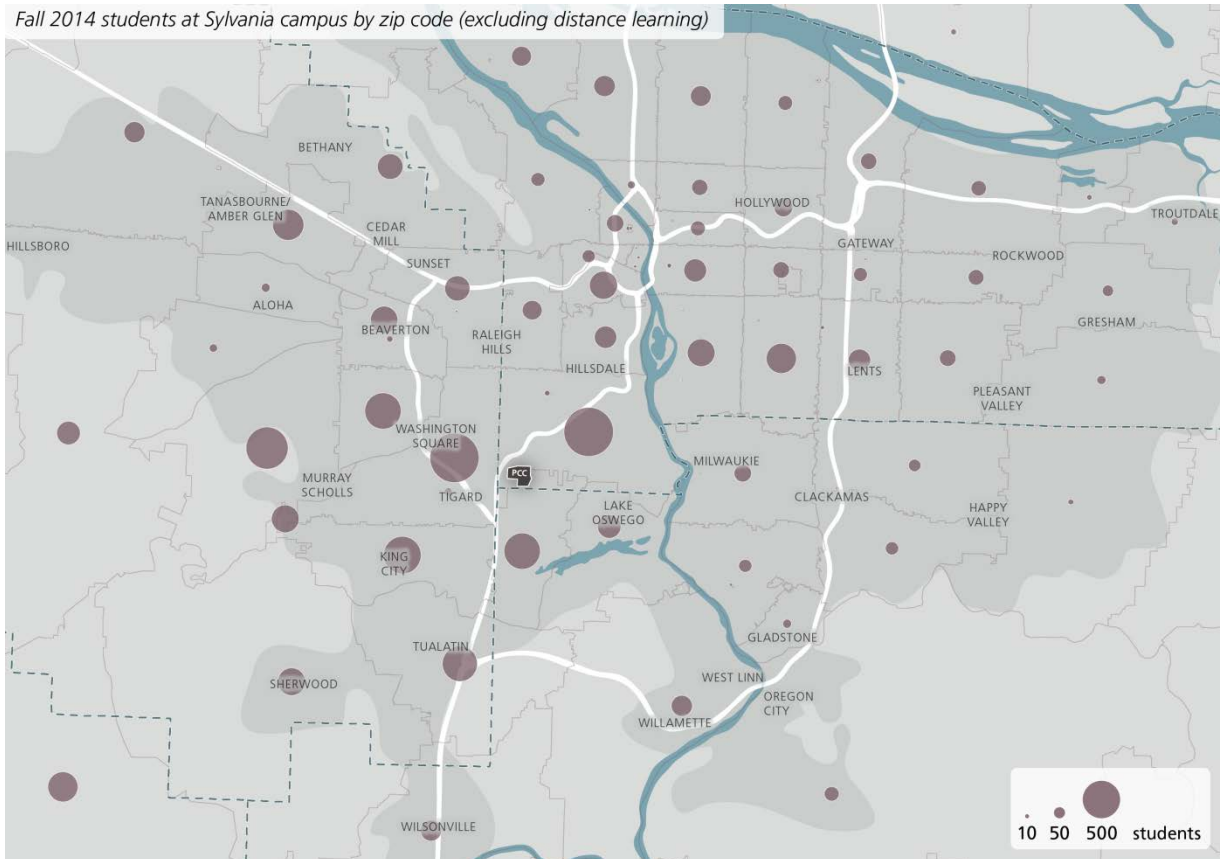 Fall 2014 students at Sylvania campus by zip code (excluding distance learning)
BETHANY
TANASBOURNE/
AMBER GLEN
HOLLYWOOD
TROUTDALE
CEDAR
MILL
HILLSBORO
GATEWAY
ROCKWOOD
SUNSET
ALOHA
GRESHAM
BEAVERTON
RALEIGH
HILLS
HILLSDALE
LENTS
PLEASANT
VALLEY
WASHINGTON
SQUARE
MILWAUKIE
MURRAY
SCHOLLS
PCC
TIGARD
CLACKAMAS
LAKE
OSWEGO
HAPPY
VALLEY
KING
CITY
GLADSTONE
TUALATIN
WEST LINN
SHERWOOD
OREGON
CITY
WILLAMETTE
WILSONVILLE
10 50 500 students